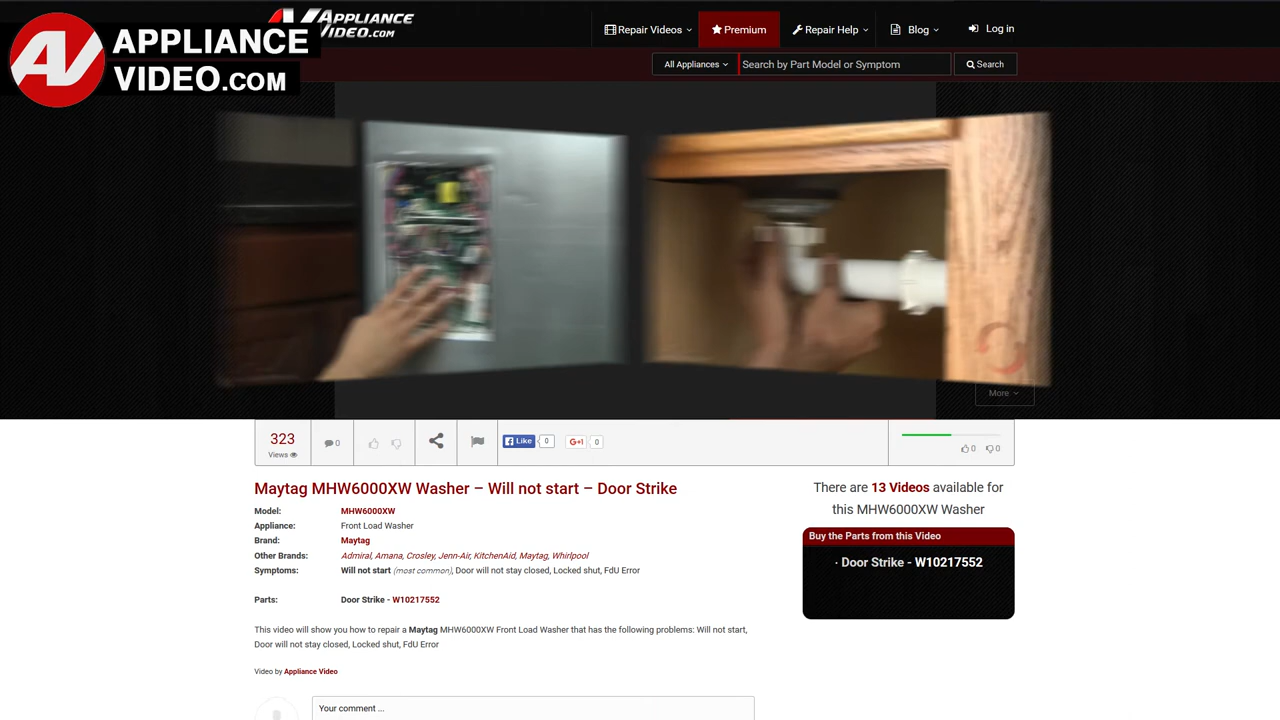 APPLIANCE
VIDEO.COM
APPLIANCE
VIDEO.COM
Repair Videos
Premium
Repair Help
Blog
Log in
All Appliances
Search by Part Model or Symptom
Search
More
323
Views
0
Like
0
G+1
0
0
0
Maytag MHW6000XW Washer – Will not start – Door Strike
Model: MHW6000XW
Appliance: Front Load Washer
Brand: Maytag
Other Brands: Admiral, Amana, Crosley, Jenn-Air, KitchenAid, Maytag, Whirlpool
Symptoms: Will not start (most common), Door will not stay closed, Locked shut, FdU Error
Parts: Door Strike - W10217552
This video will show you how to repair a Maytag MHW6000XW Front Load Washer that has the following problems: Will not start,
Door will not stay closed, Locked shut, FdU Error
Video by Appliance Video
Your comment ...
There are 13 Videos available for
this MHW6000XW Washer
Buy the Parts from this Video
· Door Strike - W10217552